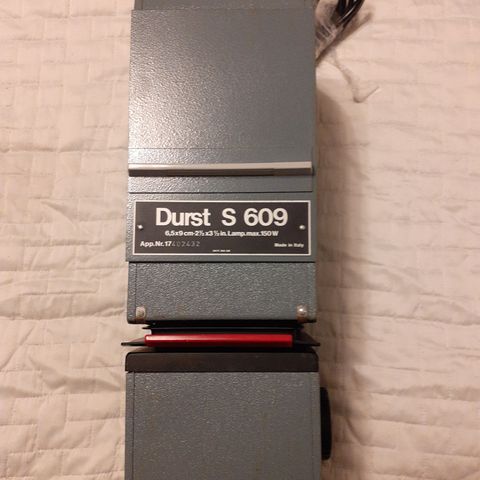 Durst S 609
6,5x9 cm-2½x3½ in. Lamp. max. 150 W
App. Nr. 17402432 Made in Italy